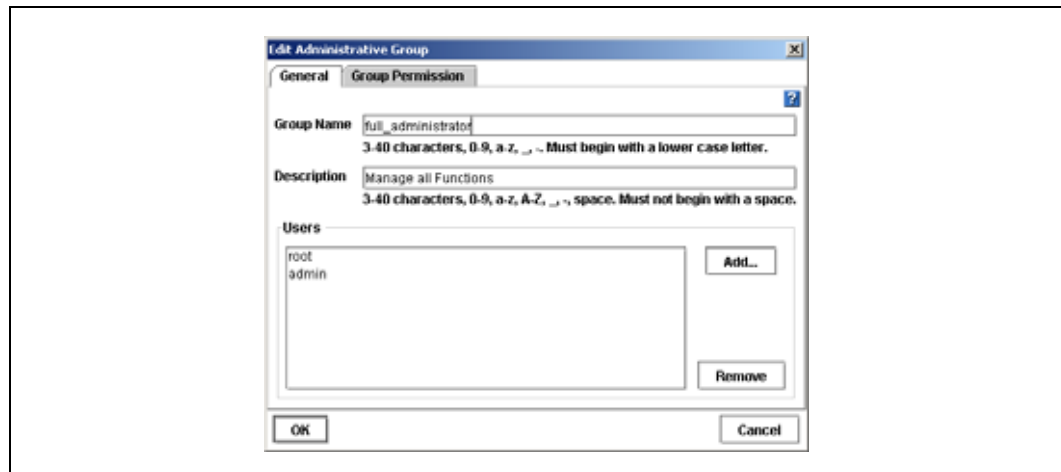 Edit Administrative Group
General Group Permission
?
Group Name full_administrator
3-40 characters, 0-9, a-z, _, -. Must begin with a lower case letter.
Description Manage all Functions
3-40 characters, 0-9, a-z, A-Z, _, -, space. Must not begin with a space.
Users
root
Add...
admin
Remove
OK Cancel